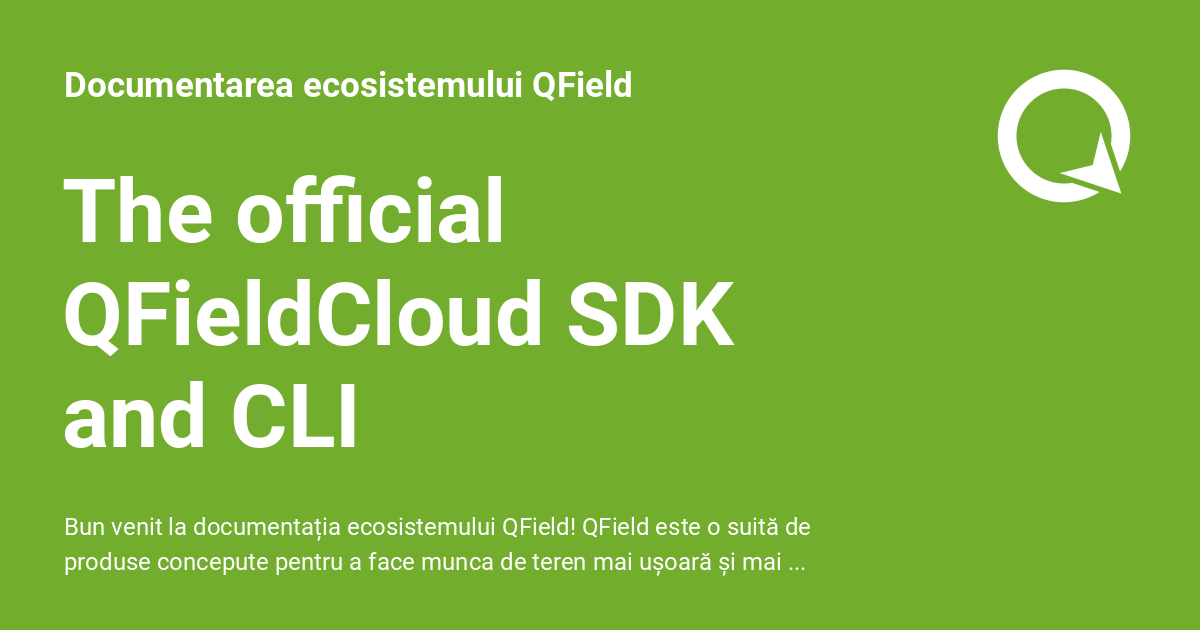 Documentarea ecosistemului QField
The official
QFieldCloud SDK
and CLI
Bun venit la documentația ecosistemului QField! QField este o suită de
produse concepute pentru a face munca de teren mai ușoară și mai ...